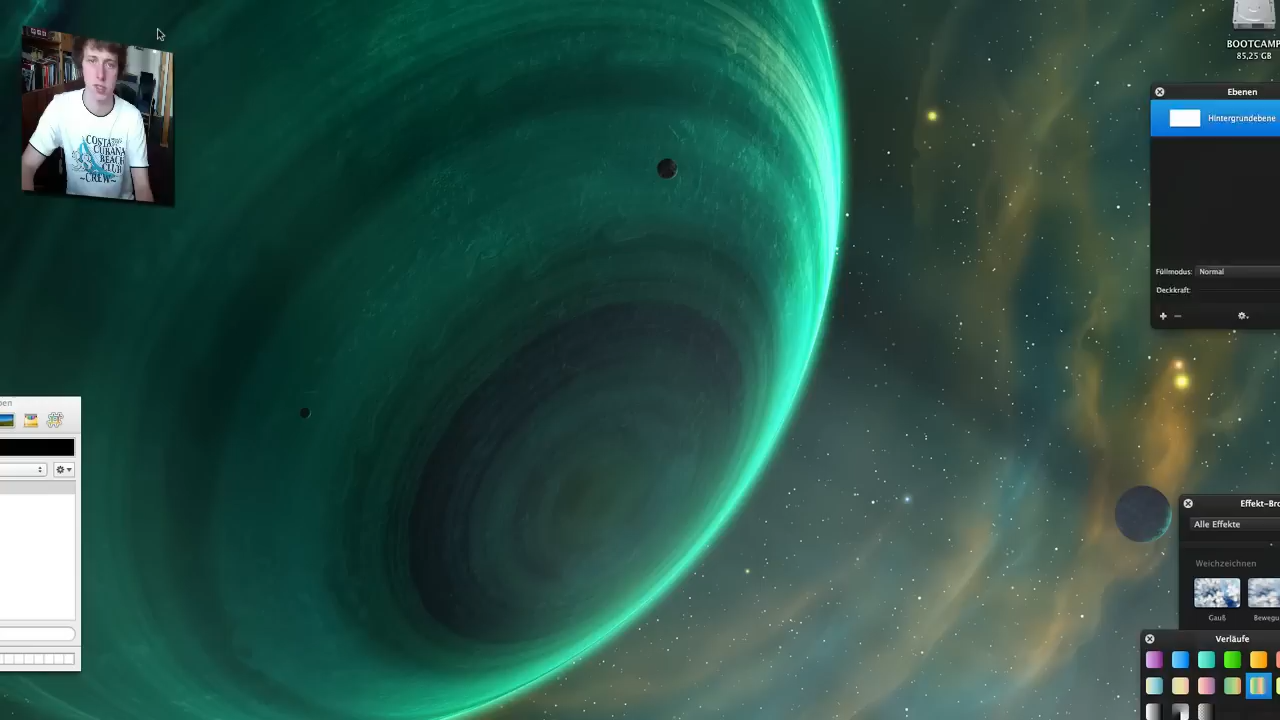 BOOTCAMP
85,25 GB
COSTA
CUBANA
BEACH
CLUB
~CREW~
Ebenen
Hintergrundebene
Füllmodus: Normal
Deckkraft:
Effekt-Bro
Alle Effekte
Weichzeichnen
Gauß
Bewegu
Verläufe